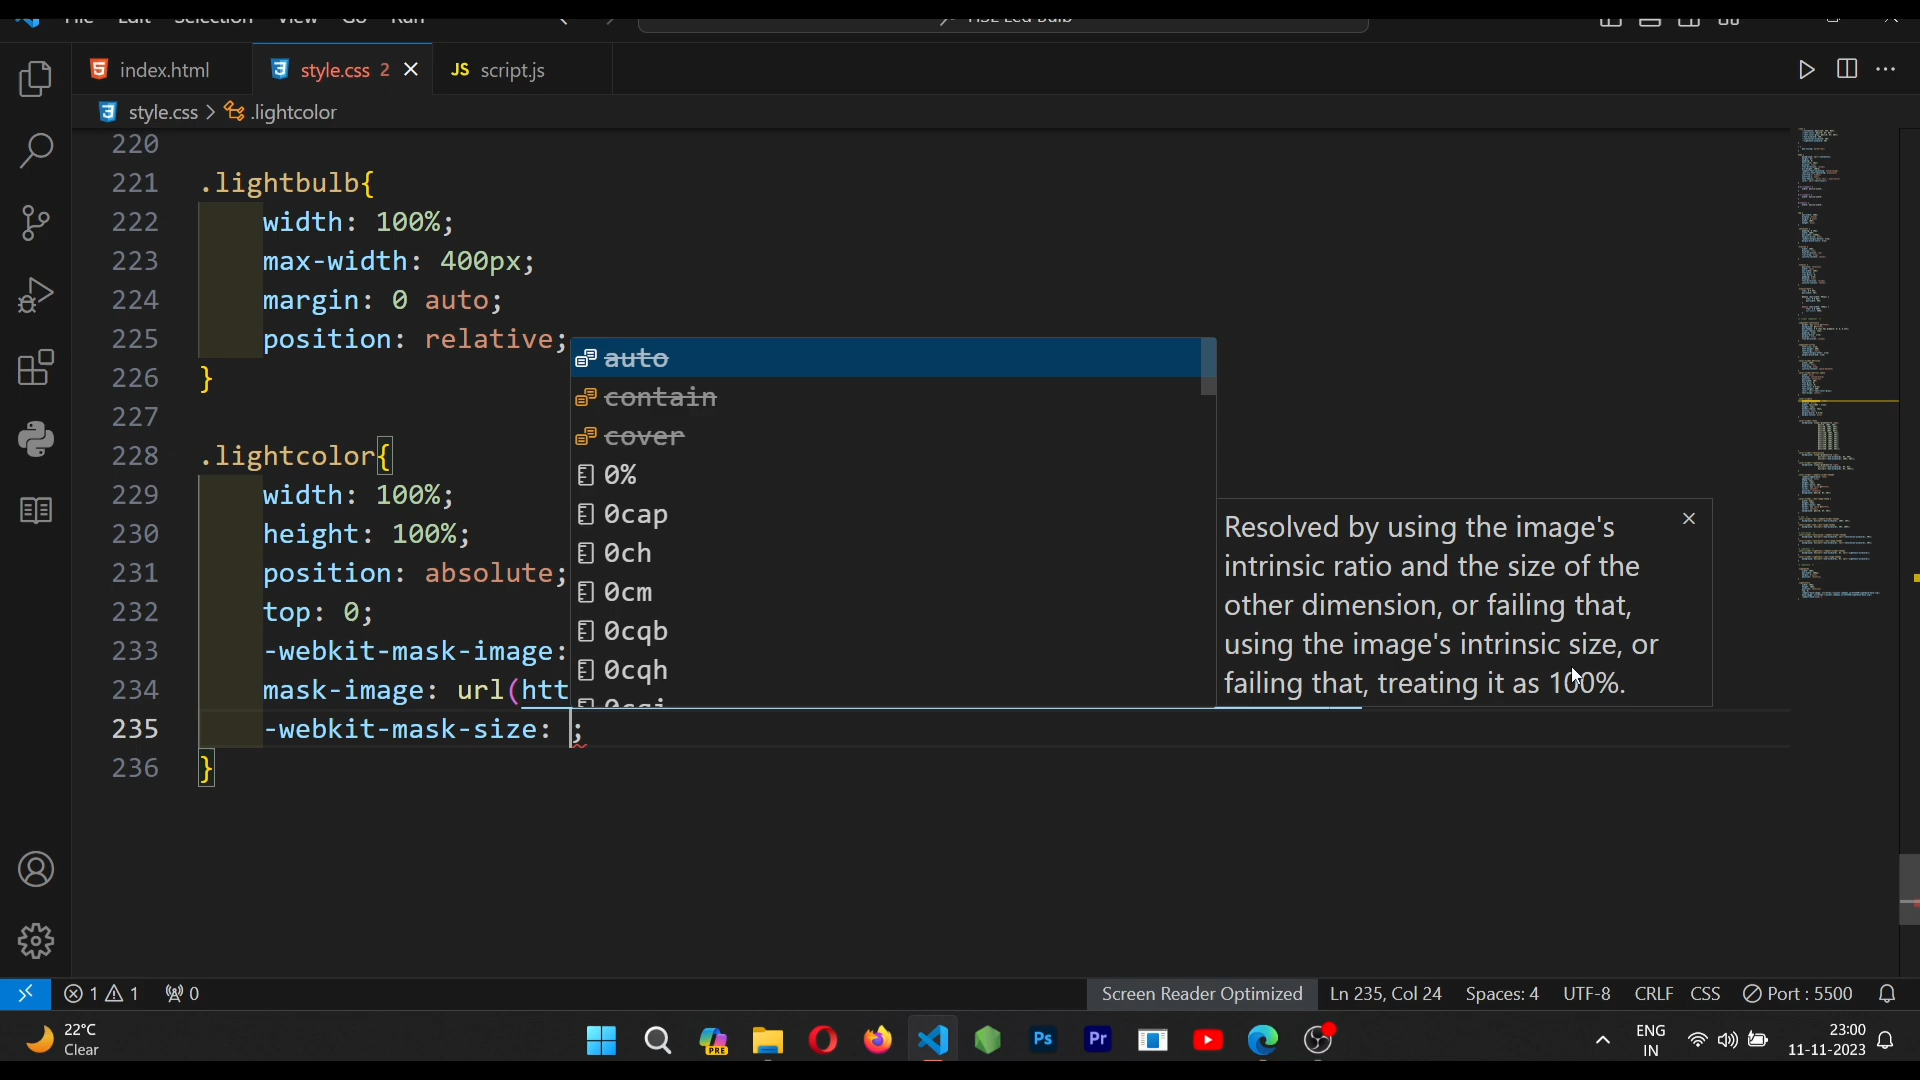 index.html
style.css 2
JS script.js
style.css > .lightcolor
220
221 .lightbulb{
222 width: 100%;
223 max-width: 400px;
224 margin: 0 auto;
225 position: relative;
226 }
227
228 .lightcolor{
229 width: 100%;
230 height: 100%;
231 position: absolute;
232 top: 0;
233 -webkit-mask-image:
234 mask-image: url(htt
235 -webkit-mask-size: ;
236 }
auto
contain
cover
0%
0cap
0ch
0cm
0cqb
0cqh
Resolved by using the image's
intrinsic ratio and the size of the
other dimension, or failing that,
using the image's intrinsic size, or
failing that, treating it as 100%.
1 1 0
Screen Reader Optimized Ln 235, Col 24 Spaces: 4 UTF-8 CRLF CSS Port : 5500
22°C
Clear
PRE
Ps
Pr
ENG
IN
23:00
11-11-2023